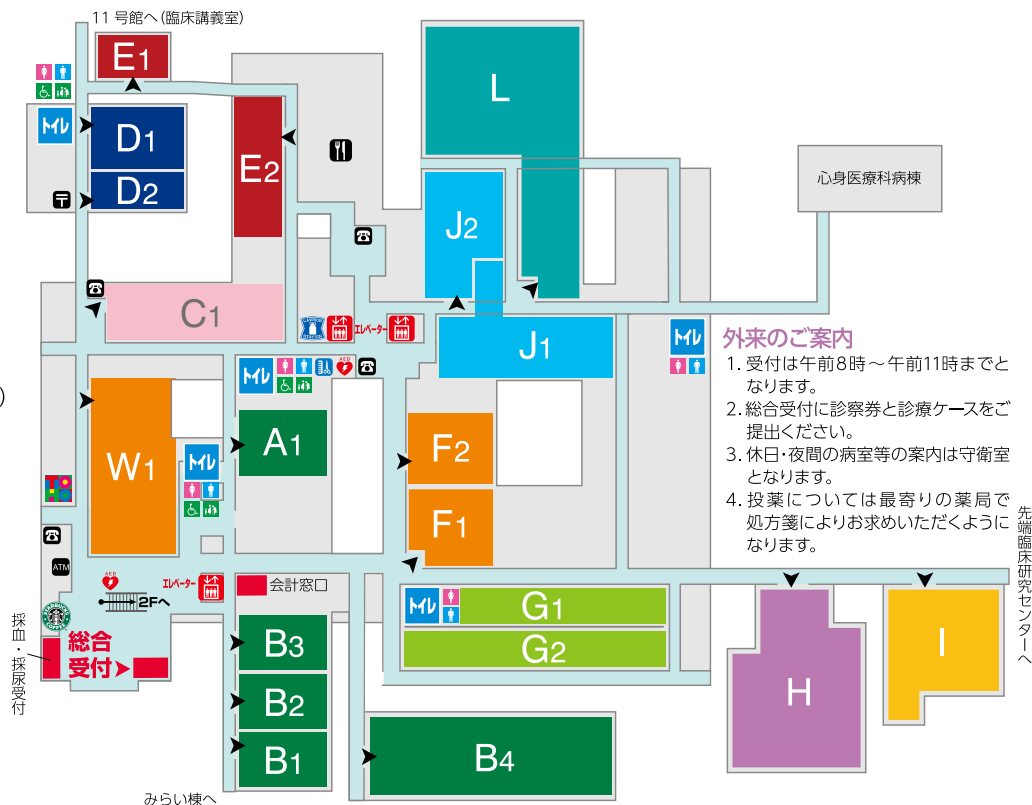 11号館へ(臨床講義室)
E1
L
トイレ
D1
E2
D2
心身医療科病棟
J2
C1
エレベーター
J1
トイレ
外来のご案内
1. 受付は午前8時～午前11時までと
なります。
2. 総合受付に診察券と診療ケースをご
提出ください。
3. 休日・夜間の病室等の案内は守衛室
となります。
4. 投薬については最寄りの薬局で
処方箋によりお求めいただくように
なります。
)
トイレ
AED
W1
A1
F2
トイレ
TOHO
F1
ATM
AED
エレベーター
会計窓口
2Fへ
先端臨床研究センターへ
トイレ
G1
G2
総合
受付
採血・採尿受付
B3
B2
B1
B4
H
I
みらい棟へ